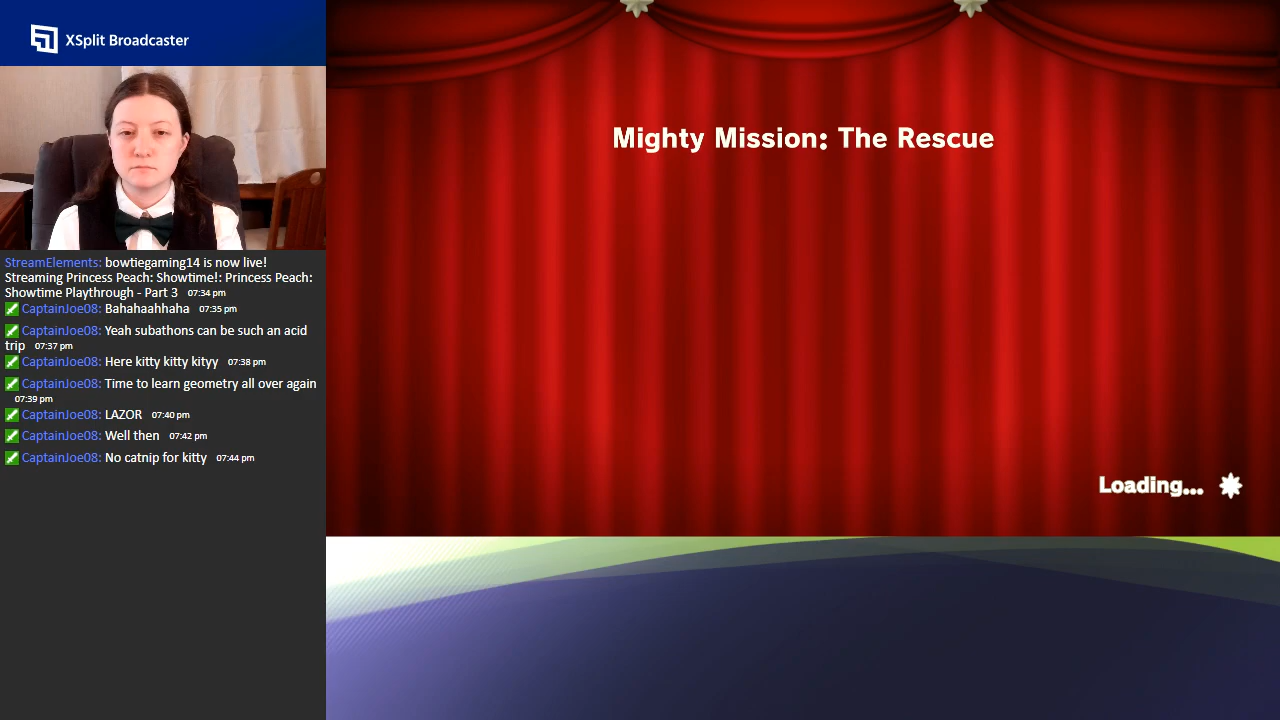 XSplit Broadcaster
Mighty Mission: The Rescue
Loading...
StreamElements: bowtiegaming14 is now live!
Streaming Princess Peach: Showtime!: Princess Peach:
Showtime Playthrough - Part 3 07:34 pm
CaptainJoe08: Bahahaahhaha 07:35 pm
CaptainJoe08: Yeah subathons can be such an acid
trip 07:37 pm
CaptainJoe08: Here kitty kitty kityy 07:38 pm
CaptainJoe08: Time to learn geometry all over again
07:39 pm
CaptainJoe08: LAZOR 07:40 pm
CaptainJoe08: Well then 07:42 pm
CaptainJoe08: No catnip for kitty 07:44 pm